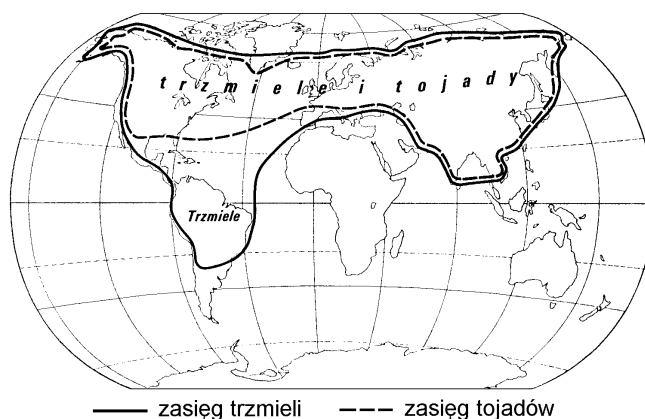 trzmiele i tojady
Trzmiele
zasięg trzmieli zasięg tojadów